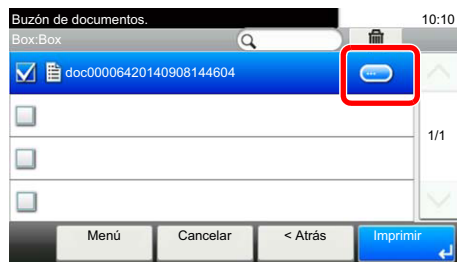 Buzón de documentos. 10:10
Box:Box
doc00006420140908144604
1/1
Menú Cancelar < Atrás Imprimir